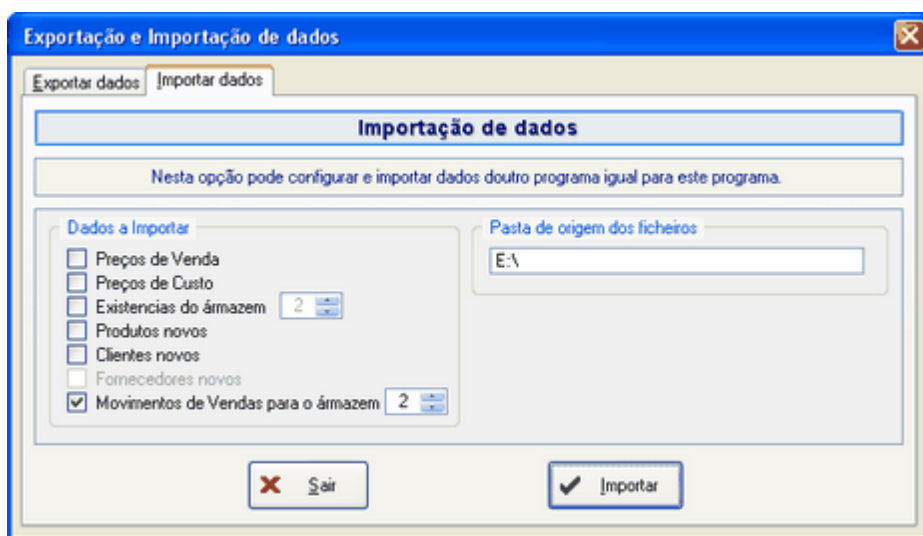 Exportação e Importação de dados
Exportar dados Importar dados
Importação de dados
Nesta opção pode configurar e importar dados doutro programa igual para este programa.
Dados a Importar
Preços de Venda
Preços de Custo
Existencias do ármazem 2
Produtos novos
Clientes novos
Fornecedores novos
Movimentos de Vendas para o ármazem 2
Pasta de origem dos ficheiros
E:\
Sair
Importar